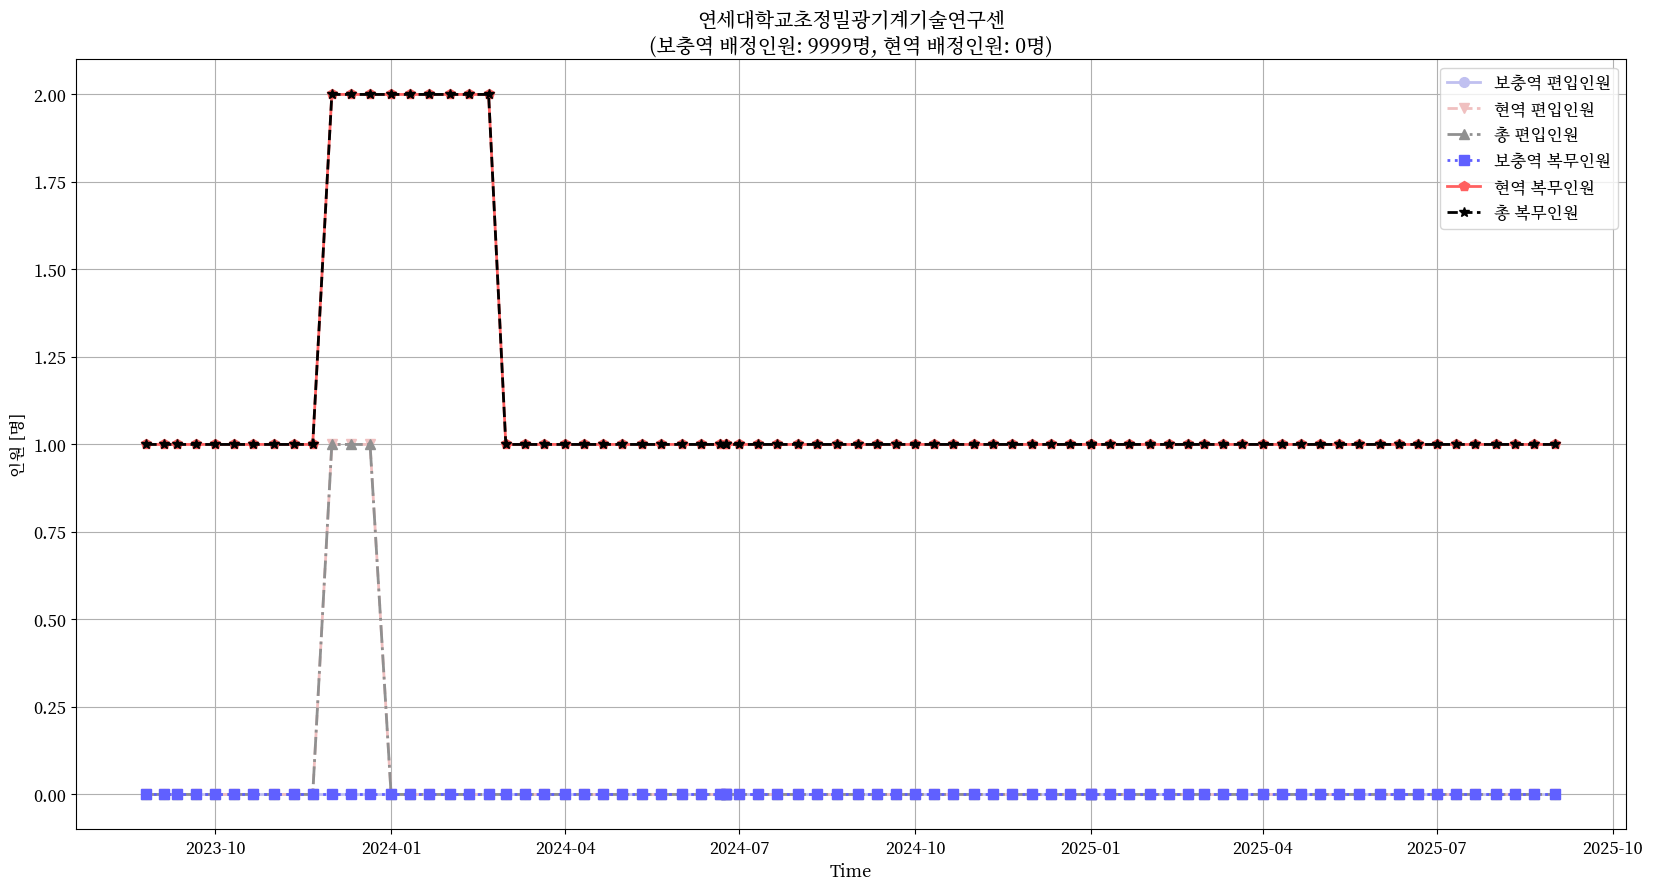 연세대학교초정밀광기계기술연구센
(보충역 배정인원: 9999명, 현역 배정인원: 0명)
보충역 편입인원
현역 편입인원
총 편입인원
보충역 복무인원
현역 복무인원
총 복무인원
2.00
1.75
1.50
1.25
1.00
0.75
0.50
0.25
0.00
인원 [명]
2023-10
2024-01
2024-04
2024-07
2024-10
2025-01
2025-04
2025-07
2025-10
Time